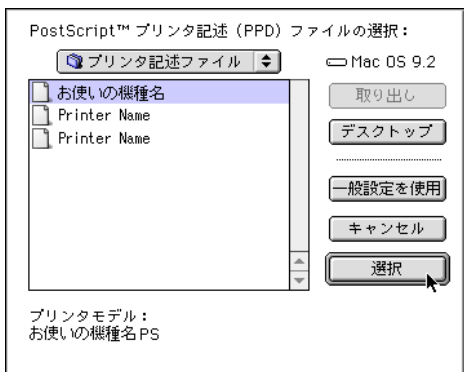 PostScript™ プリンタ記述（PPD）ファイルの選択：
プリンタ記述ファイル
Mac OS 9.2
お使いの機種名
Printer Name
Printer Name
取り出し
デスクトップ
一般設定を使用
キャンセル
選択
プリンタモデル：
お使いの機種名PS